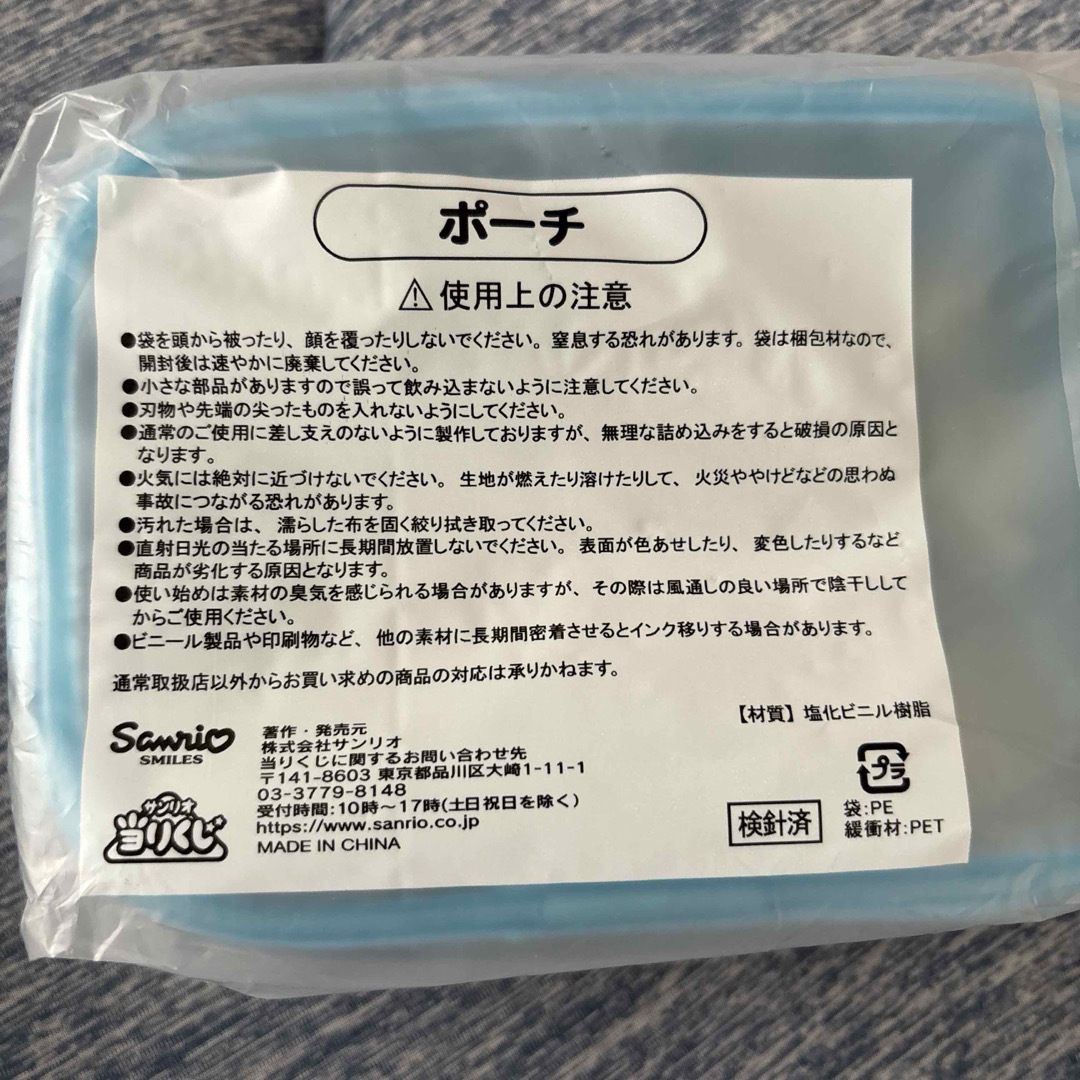 ポーチ
⚠使用上の注意
●袋を頭から被ったり、顔を覆ったりしないでください。窒息する恐れがあります。袋は梱包材なので、
開封後は速やかに廃棄してください。
●小さな部品がありますので誤って飲み込まないように注意してください。
●刃物や先端の尖ったものを入れないようにしてください。
●通常のご使用に差し支えのないように製作しておりますが、無理な詰め込みをすると破損の原因と
なります。
●火気には絶対に近づけないでください。生地が燃えたり溶けたりして、火災ややけどなどの思わぬ
事故につながる恐れがあります。
●汚れた場合は、濡らした布を固く絞り拭き取ってください。
●直射日光の当たる場所に長期間放置しないでください。表面が色あせしたり、変色したりするなど
商品が劣化する原因となります。
●使い始めは素材の臭気を感じられる場合がありますが、その際は風通しの良い場所で陰干しして
からご使用ください。
●ビニール製品や印刷物など、他の素材に長期間密着させるとインク移りする場合があります。
通常取扱店以外からお買い求めの商品の対応は承りかねます。
【材質】塩化ビニル樹脂
Sanrio
SMILES
サンリオ
当りくじ
著作・発売元
株式会社サンリオ
当りくじに関するお問い合わせ先
〒141-8603 東京都品川区大崎1-11-1
03-3779-8148
受付時間:10時～17時(土日祝日を除く)
https://www.sanrio.co.jp
MADE IN CHINA
検針済
プラ
袋:PE
緩衝材:PET